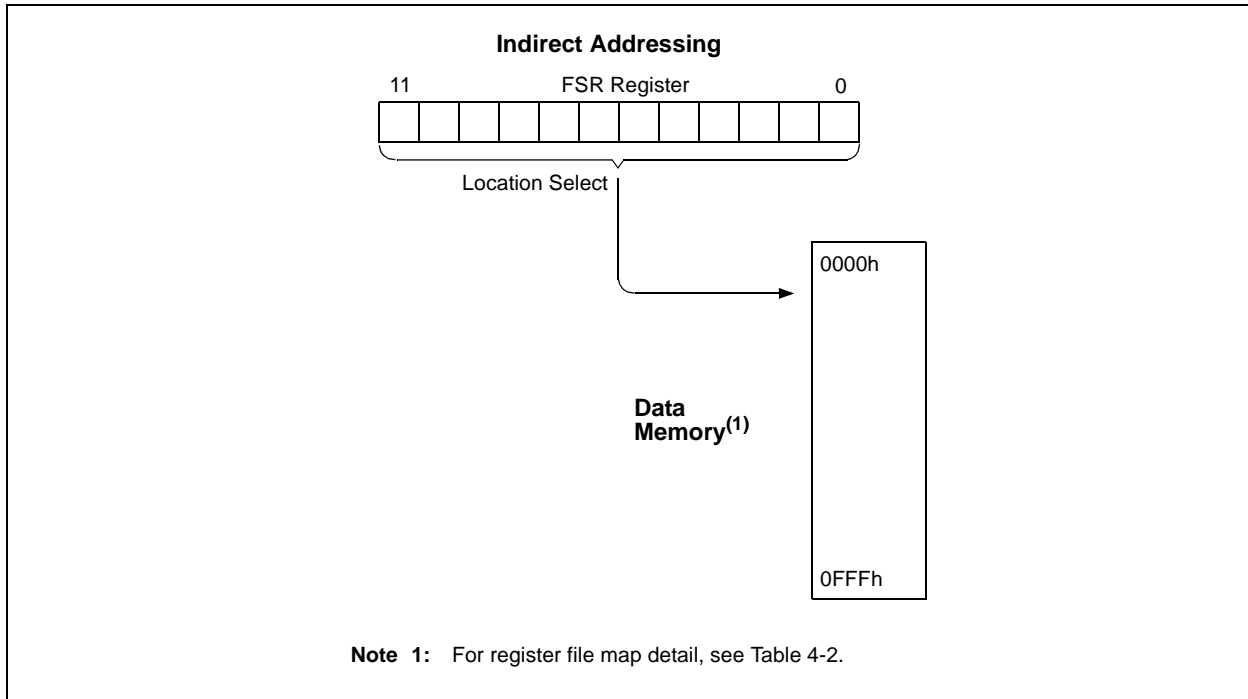 Indirect Addressing
11 FSR Register 0
Location Select
0000h
Data
Memory(1)
0FFFh
Note 1: For register file map detail, see Table 4-2.